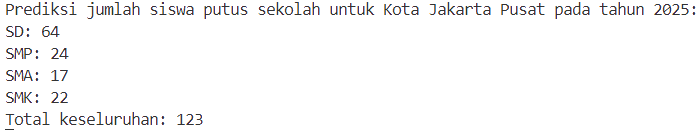 Prediksi jumlah siswa putus sekolah untuk Kota Jakarta Pusat pada tahun 2025:
SD: 64
SMP: 24
SMA: 17
SMK: 22
Total keseluruhan: 123